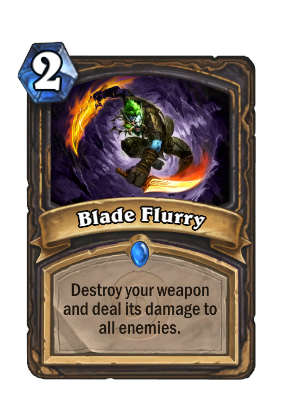 2
Blade Flurry
Destroy your weapon
and deal its damage to
all enemies.